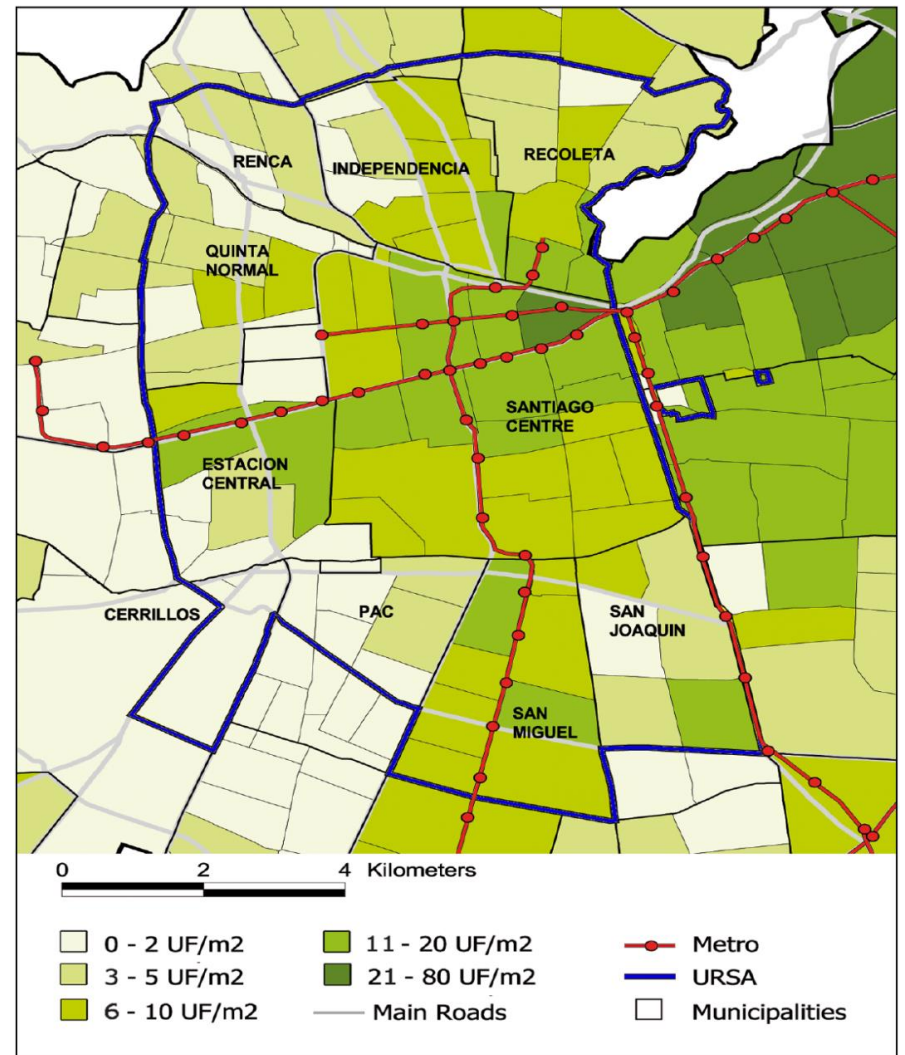 RENCA
INDEPENDENCIA
RECOLETA
QUINTA
NORMAL
SANTIAGO
CENTRE
ESTACION
CENTRAL
CERRILLOS
PAC
SAN
JOAQUIN
SAN
MIGUEL
0 2 4 Kilometers
0 - 2 UF/m2
3 - 5 UF/m2
6 - 10 UF/m2
11 - 20 UF/m2
21 - 80 UF/m2
Main Roads
Metro
URSA
Municipalities